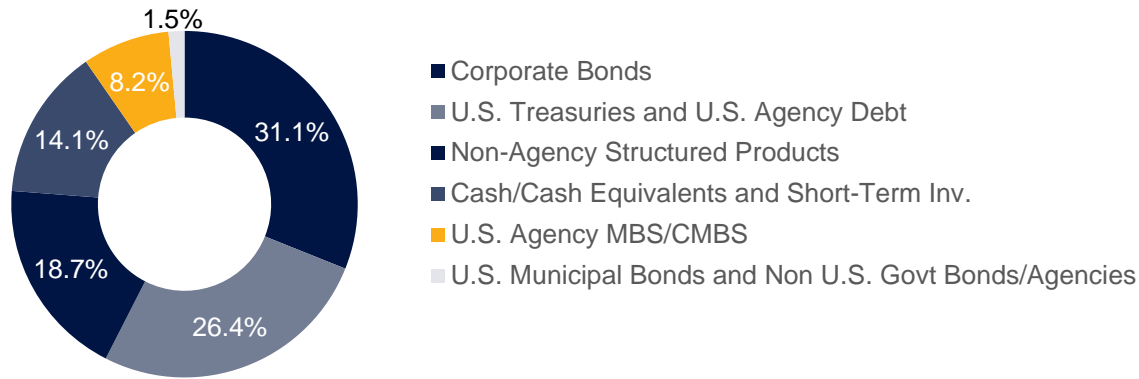 1.5%
8.2%
14.1%
31.1%
18.7%
26.4%
Corporate Bonds
U.S. Treasuries and U.S. Agency Debt
Non-Agency Structured Products
Cash/Cash Equivalents and Short-Term Inv.
U.S. Agency MBS/CMBS
U.S. Municipal Bonds and Non U.S. Govt Bonds/Agencies